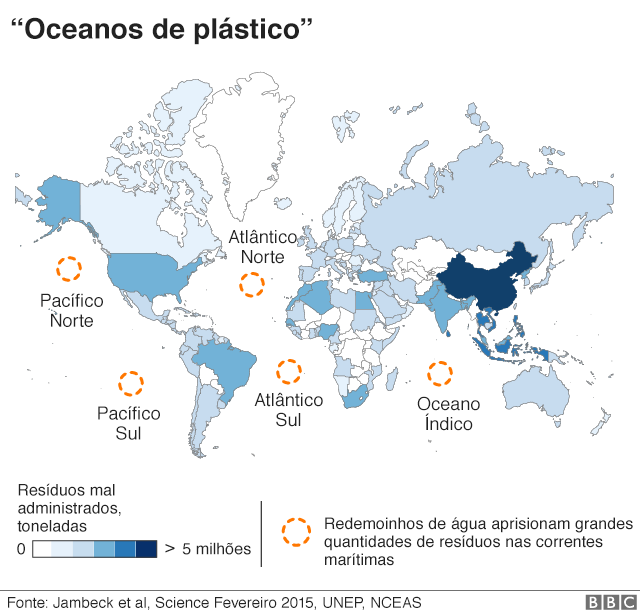 “Oceanos de plástico”
Atlântico
Norte
Pacífico
Norte
Pacífico
Sul
Atlântico
Sul
Oceano
Índico
Resíduos mal
administrados,
toneladas
0 > 5 milhões
Redemoinhos de água aprisionam grandes
quantidades de resíduos nas correntes
marítimas
Fonte: Jambeck et al, Science Fevereiro 2015, UNEP, NCEAS
BBC